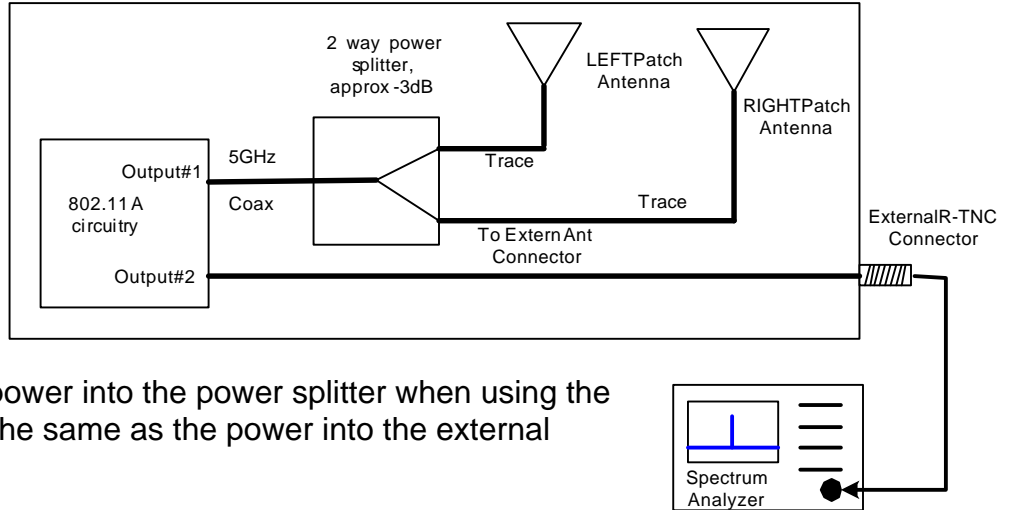 2 way power
splitter,
approx -3dB
LEFTPatch
Antenna
RIGHTPatch
Antenna
Output#1
5GHz
Coax
802.11A
circuitry
Trace
Trace
To Extern Ant
Connector
ExternalR-TNC
Connector
Output#2
power into the power splitter when using the
he same as the power into the external
Spectrum
Analyzer